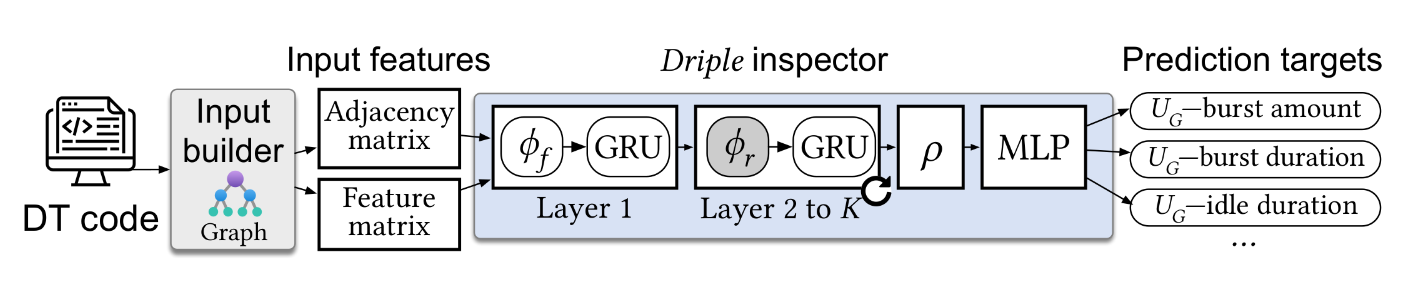 Input features
Driple inspector
Prediction targets
</>
DT code
Input
builder
Graph
Adjacency
matrix
Feature
matrix
ϕf
GRU
Layer 1
ϕr
GRU
Layer 2 to K
ρ
MLP
UG–burst amount
UG–burst duration
UG–idle duration
...